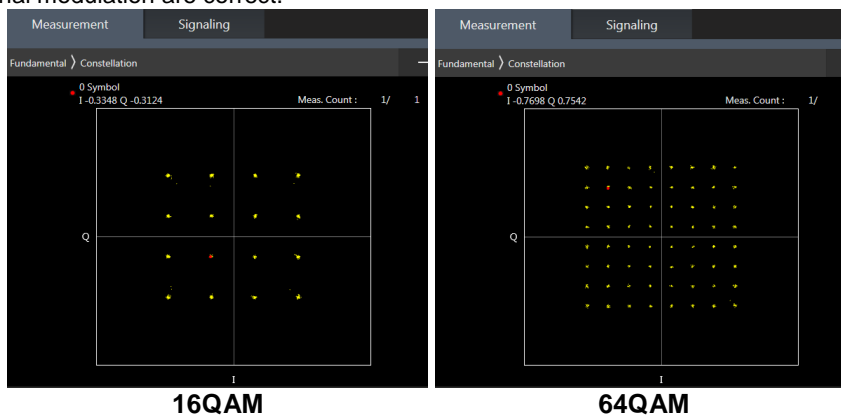 nal modulation are correct.
Measurement Signaling
Fundamental ❭ Constellation
0 Symbol
I -0.3348 Q -0.3124 Meas. Count : 1/ 1
Q
I
16QAM
Measurement Signaling
Fundamental ❭ Constellation
0 Symbol
I -0.7698 Q 0.7542 Meas. Count : 1/
Q
I
64QAM